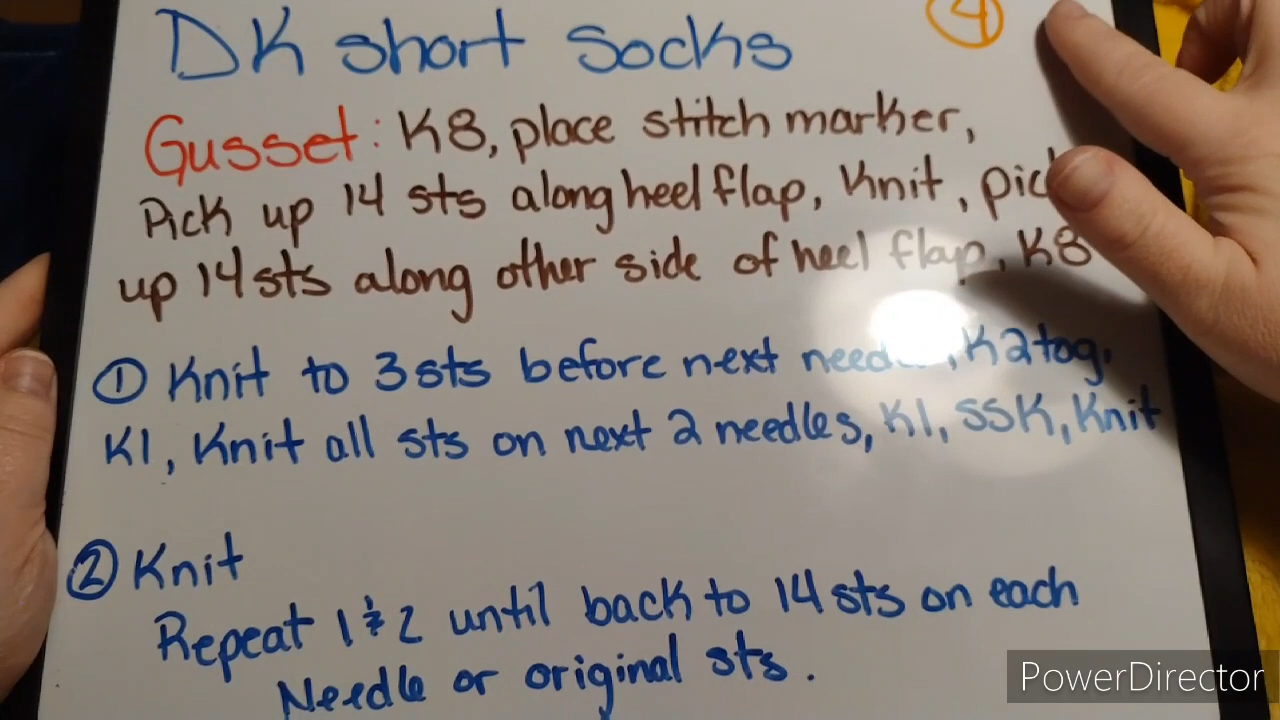 DK short Socks
4
Gusset: K8, place stitch marker,
Pick up 14 sts along heel flap, Knit, pic
up 14 sts along other side of heel flap, K8
① Knit to 3 sts before next need , K2tog,
K1, Knit all sts on next 2 needles, K1, SSK, Knit
② Knit
Repeat 1 & 2 until back to 14 sts on each
Needle or original sts.
PowerDirector